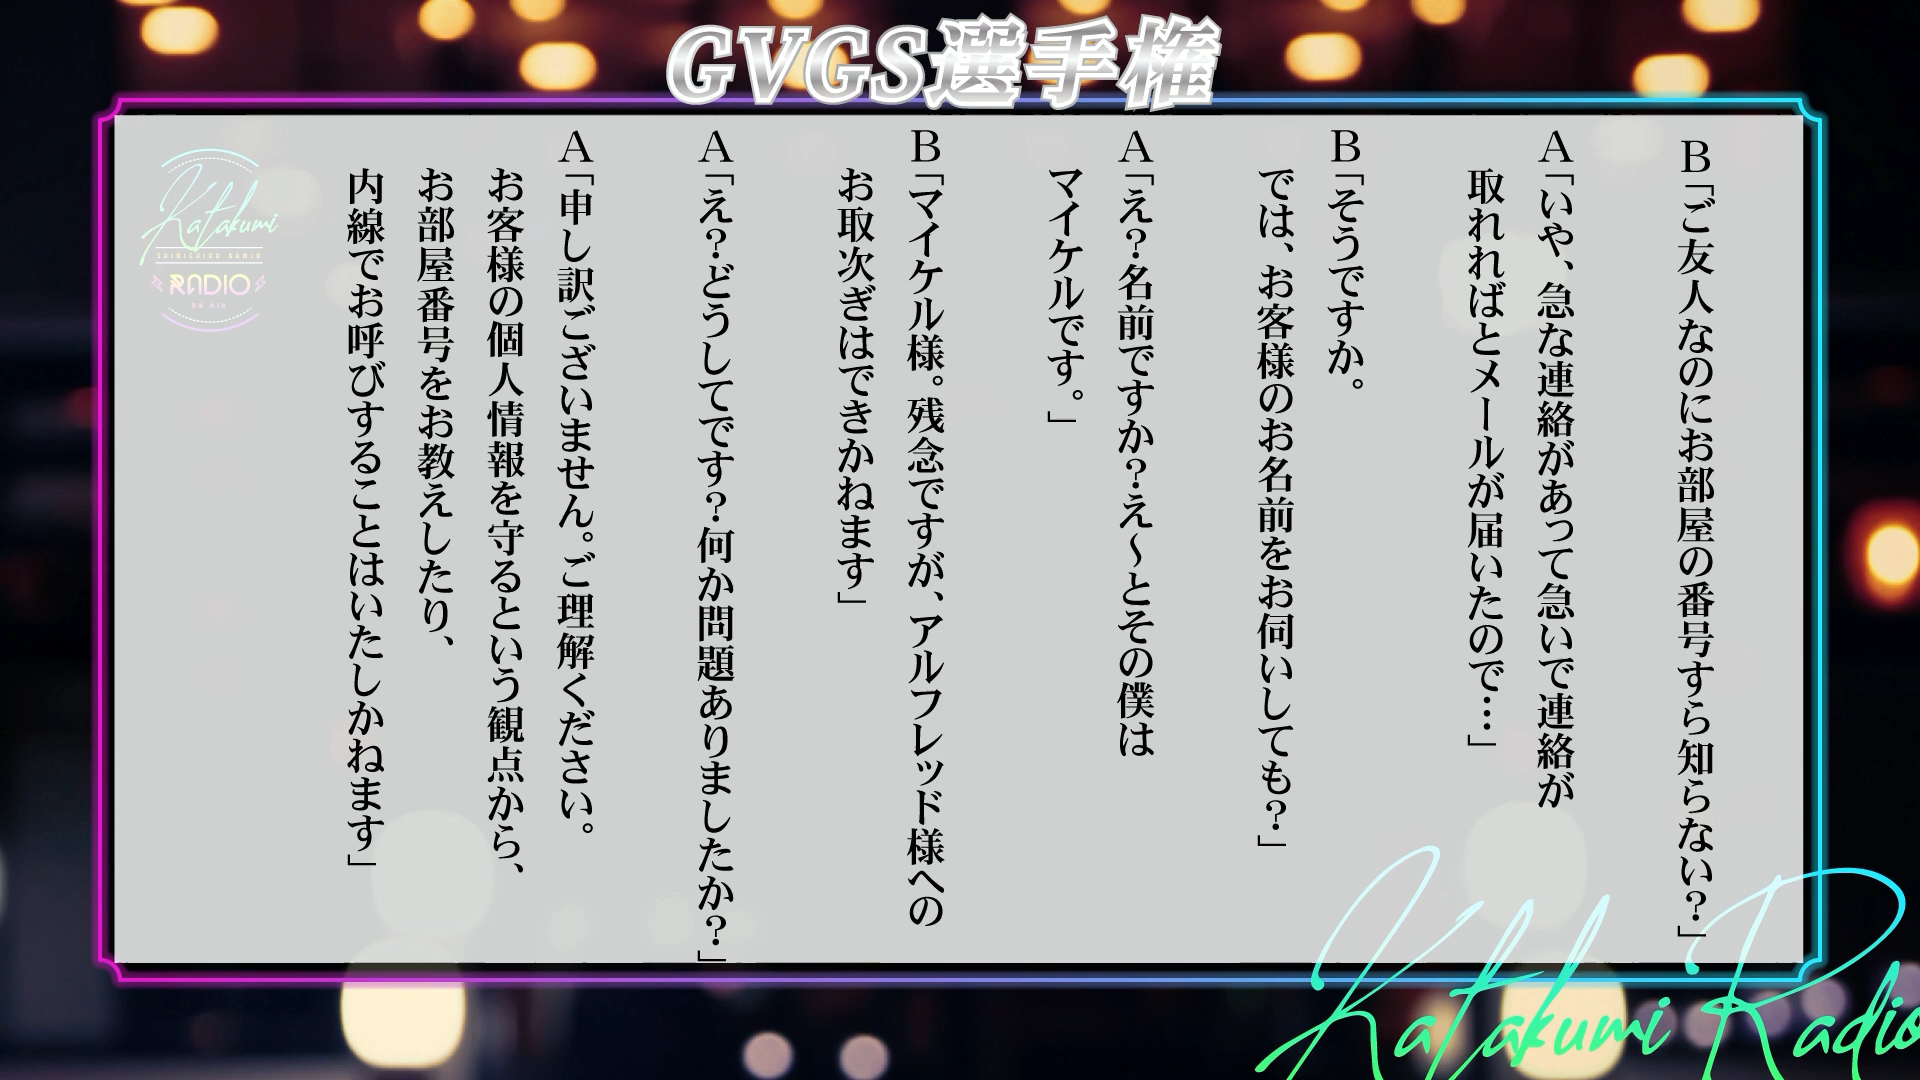 GVGS選手権
B「ご友人なのにお部屋の番号すら知らない？」
A「いや、急な連絡があって急いで連絡が
取れればとメールが届いたので…」
B「そうですか。
では、お客様のお名前をお伺いしても？」
A「え？名前ですか？え～とその僕は
マイケルです。」
B「マイケル様。残念ですが、アルフレッド様への
お取次ぎはできかねます」
A「え？どうしてです？何か問題ありましたか？」
A「申し訳ございません。ご理解ください。
お客様の個人情報を守るという観点から、
お部屋番号をお教えしたり、
内線でお呼びすることはいたしかねます」
Katakumi
SHINICHIRO KAMIO
RADIO
ON AIR
Katakumi Radio